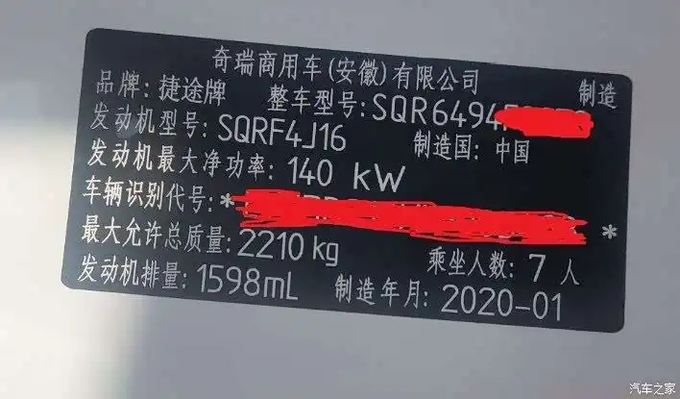 奇瑞商用车(安徽)有限公司 制造
品牌: 捷途牌 整车型号: SQR6494
发动机型号: SQRF4J16 制造国: 中国
发动机最大净功率: 140 kW
车辆识别代号: * *
最大允许总质量: 2210 kg 乘坐人数: 7 人
发动机排量: 1598mL 制造年月: 2020-01
汽车之家